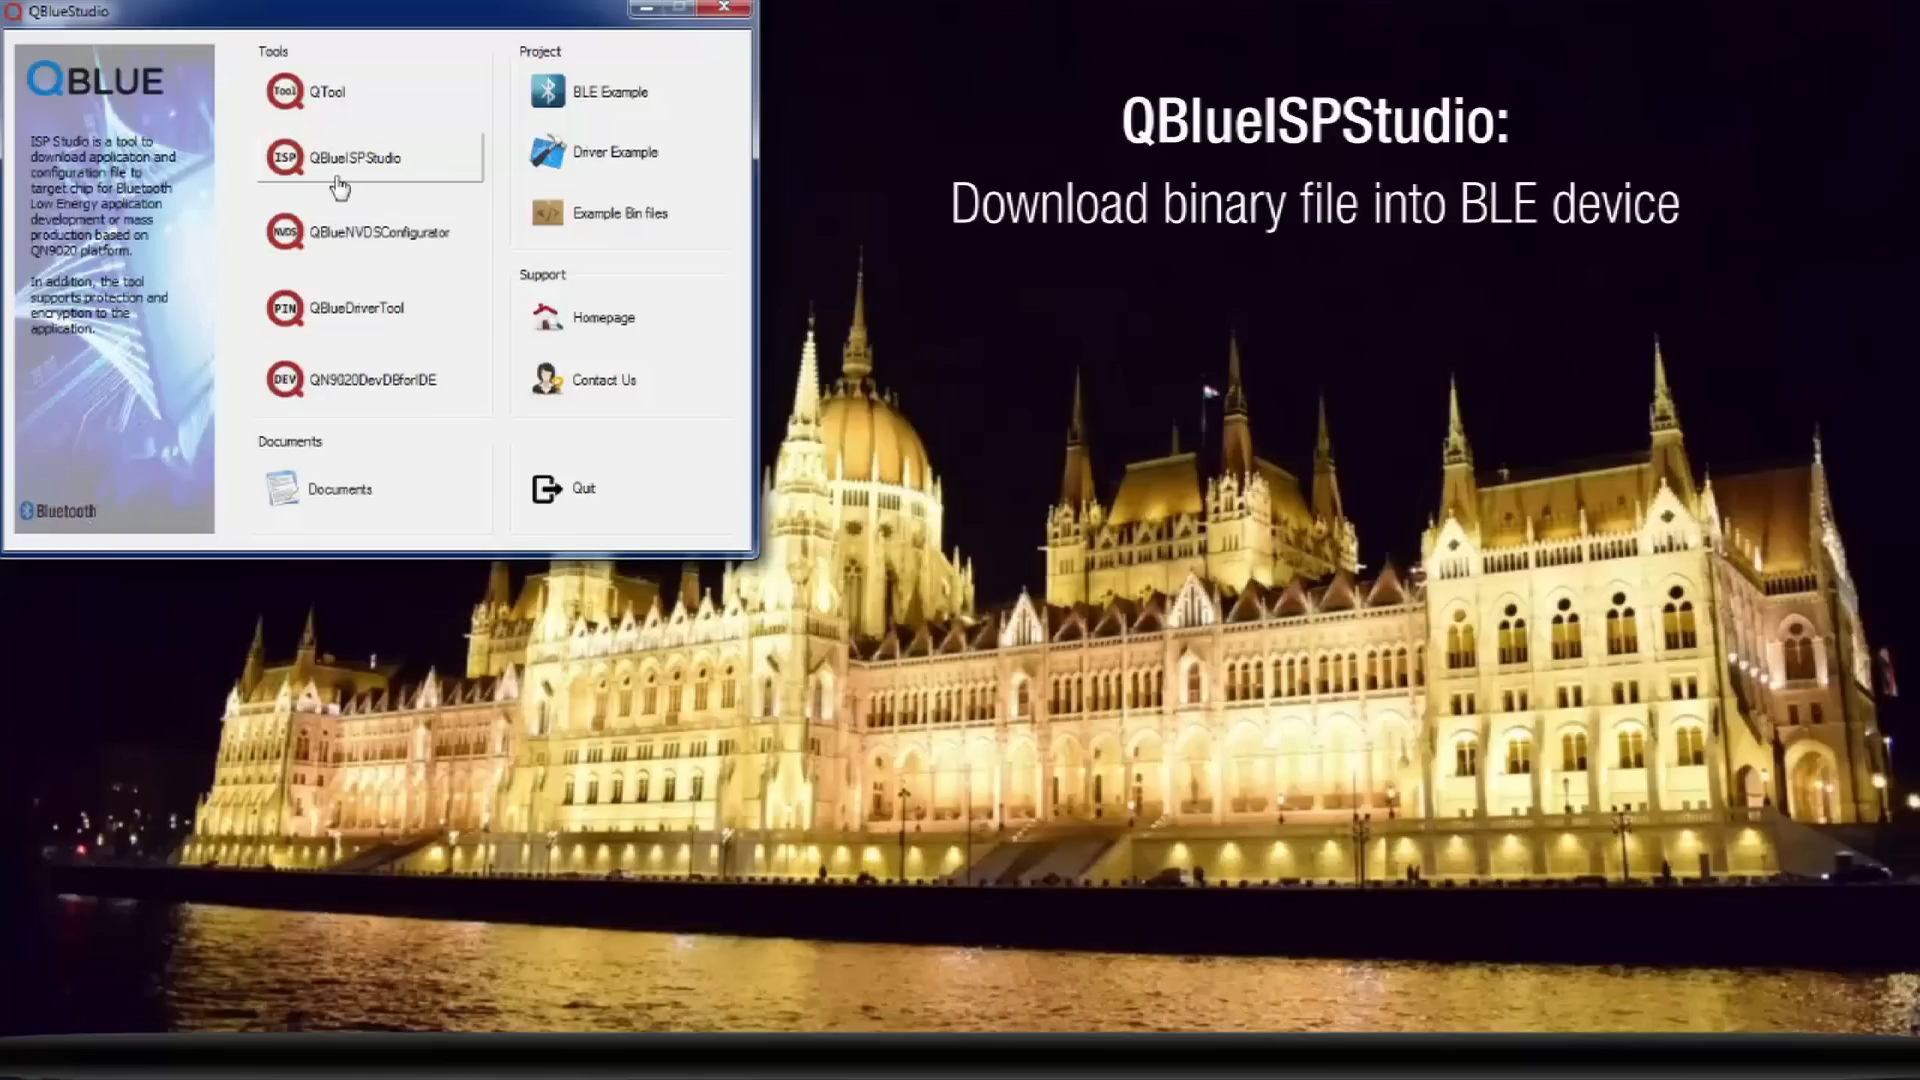 QBlueStudio
QBLUE
ISP Studio is a tool to
download application and
configuration file to
target chip for Bluetooth
Low Energy application
development or mass
production based on
QN9020 platform.
In addition, the tool
supports protection and
encryption to the
application.
Bluetooth
Tools
Tool QTool
ISP QBlueISPStudio
NVDS QBlueNVDSConfigurator
PIN QBlueDriverTool
DEV QN9020DevDBforIDE
Documents
Documents
Project
BLE Example
Driver Example
</> Example Bin files
Support
Homepage
Contact Us
Quit
QBlueISPStudio:
Download binary file into BLE device